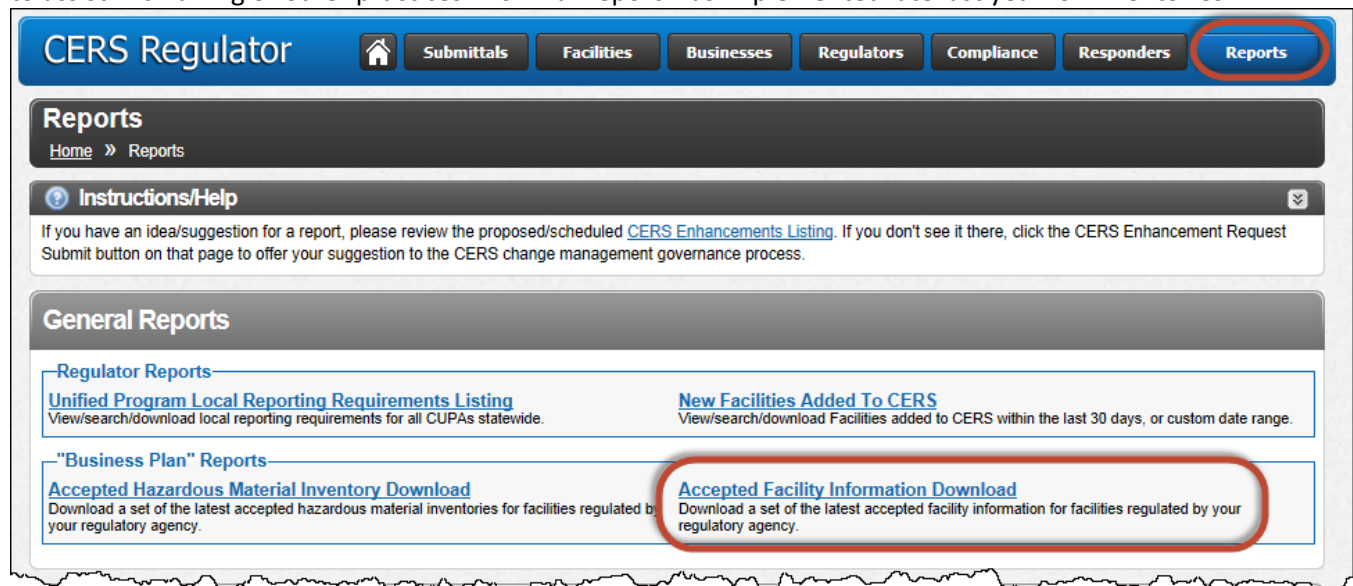 CERS Regulator
Submittals Facilities Businesses Regulators Compliance Responders Reports
Reports
Home » Reports
Instructions/Help
If you have an idea/suggestion for a report, please review the proposed/scheduled CERS Enhancements Listing. If you don't see it there, click the CERS Enhancement Request
Submit button on that page to offer your suggestion to the CERS change management governance process.
General Reports
Regulator Reports
Unified Program Local Reporting Requirements Listing
View/search/download local reporting requirements for all CUPAs statewide.
New Facilities Added To CERS
View/search/download Facilities added to CERS within the last 30 days, or custom date range.
"Business Plan" Reports
Accepted Hazardous Material Inventory Download
Download a set of the latest accepted hazardous material inventories for facilities regulated by
your regulatory agency.
Accepted Facility Information Download
Download a set of the latest accepted facility information for facilities regulated by your
regulatory agency.